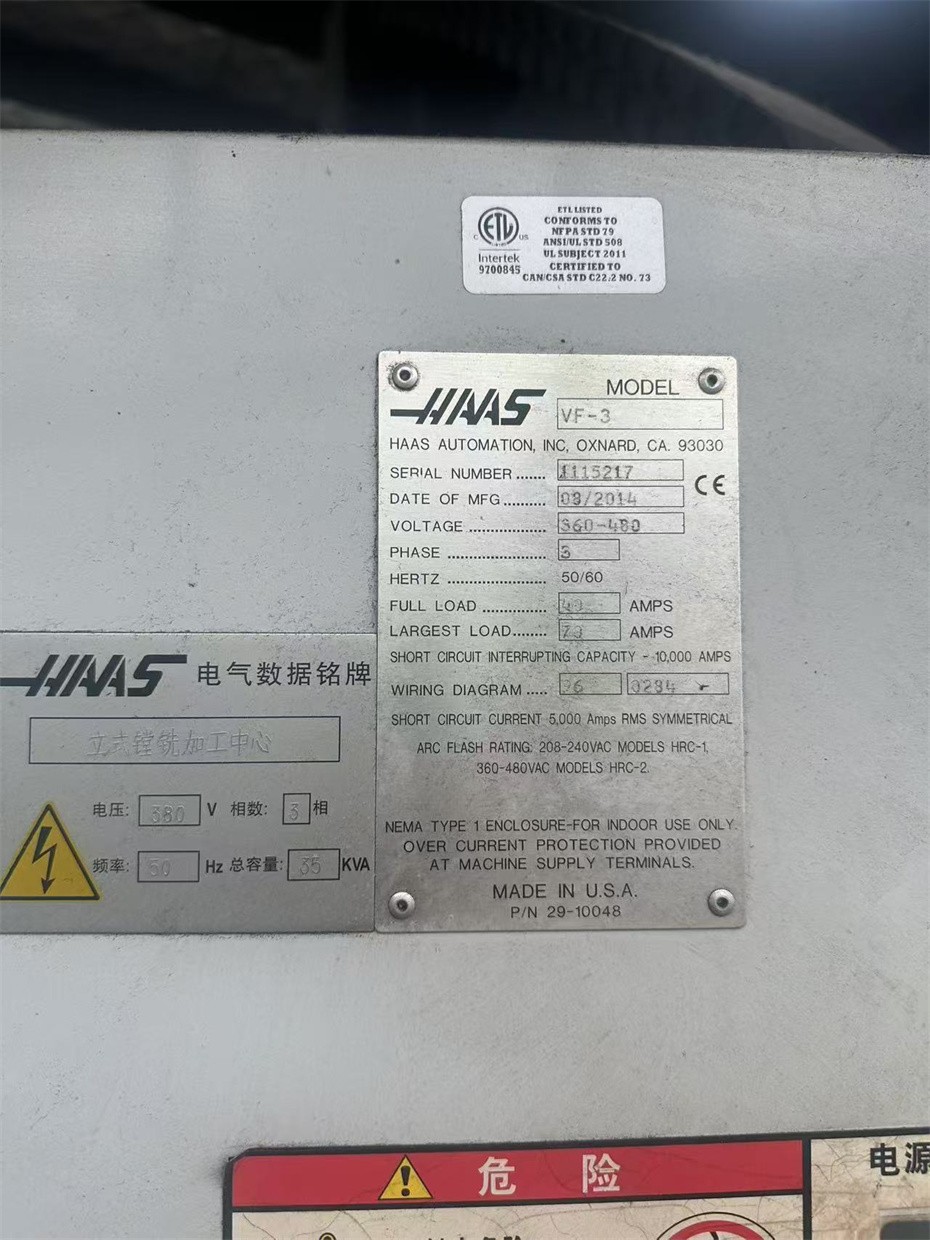 ETL LISTED
CONFORMS TO
NFPA STD 79
ANSI/UL STD 508
UL SUBJECT 2011
CERTIFIED TO
CAN/CSA STD C22.2 NO. 73
C ETL US
Intertek
9700845
HAAS
MODEL
VF-3
HAAS AUTOMATION, INC, OXNARD, CA. 93030
SERIAL NUMBER ....... 1115217
CE
DATE OF MFG .......... 08/2014
VOLTAGE .................. 360-480
PHASE ....................... 3
HERTZ ....................... 50/60
FULL LOAD ............... AMPS
LARGEST LOAD ........ 70 AMPS
SHORT CIRCUIT INTERRUPTING CAPACITY - 10,000 AMPS
WIRING DIAGRAM ..... 0234
SHORT CIRCUIT CURRENT 5,000 Amps RMS SYMMETRICAL
ARC FLASH RATING: 208-240VAC MODELS HRC-1,
360-480VAC MODELS HRC-2.
NEMA TYPE 1 ENCLOSURE-FOR INDOOR USE ONLY.
OVER CURRENT PROTECTION PROVIDED
AT MACHINE SUPPLY TERMINALS.
MADE IN U.S.A.
P/N 29-10048
HAAS 电气数据铭牌
立式镗铣加工中心
电压: 380 V 相数: 3 相
频率: 50 Hz 总容量: 35 KVA
危险
电源